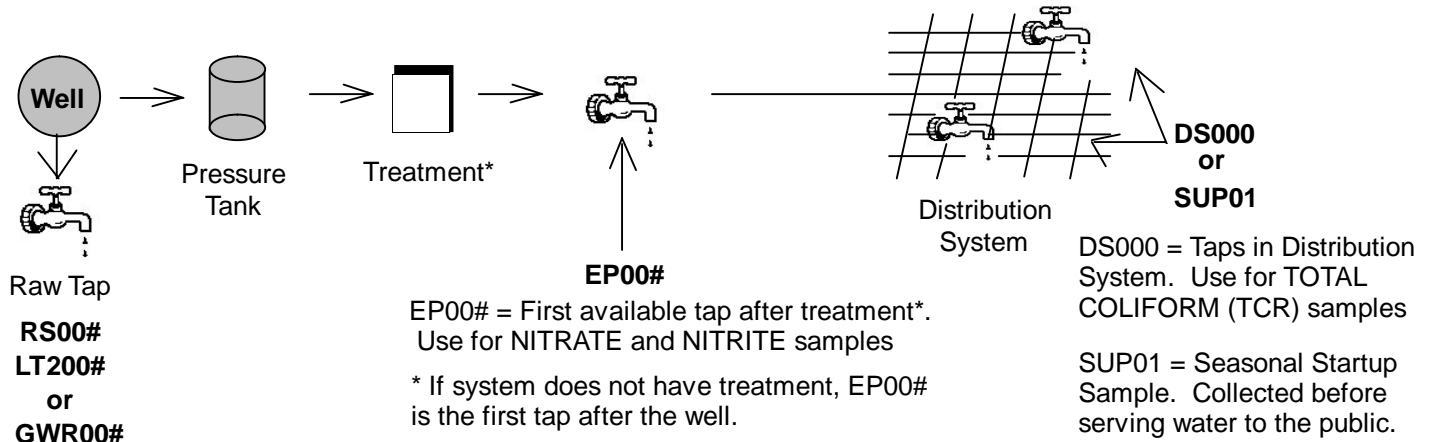 Well
Raw Tap
RS00#
LT200#
or
GWR00#
Pressure
Tank
Treatment*
EP00#
EP00# = First available tap after treatment*.
Use for NITRATE and NITRITE samples
* If system does not have treatment, EP00#
is the first tap after the well.
Distribution
System
DS000
or
SUP01
DS000 = Taps in Distribution
System. Use for TOTAL
COLIFORM (TCR) samples
SUP01 = Seasonal Startup
Sample. Collected before
serving water to the public.